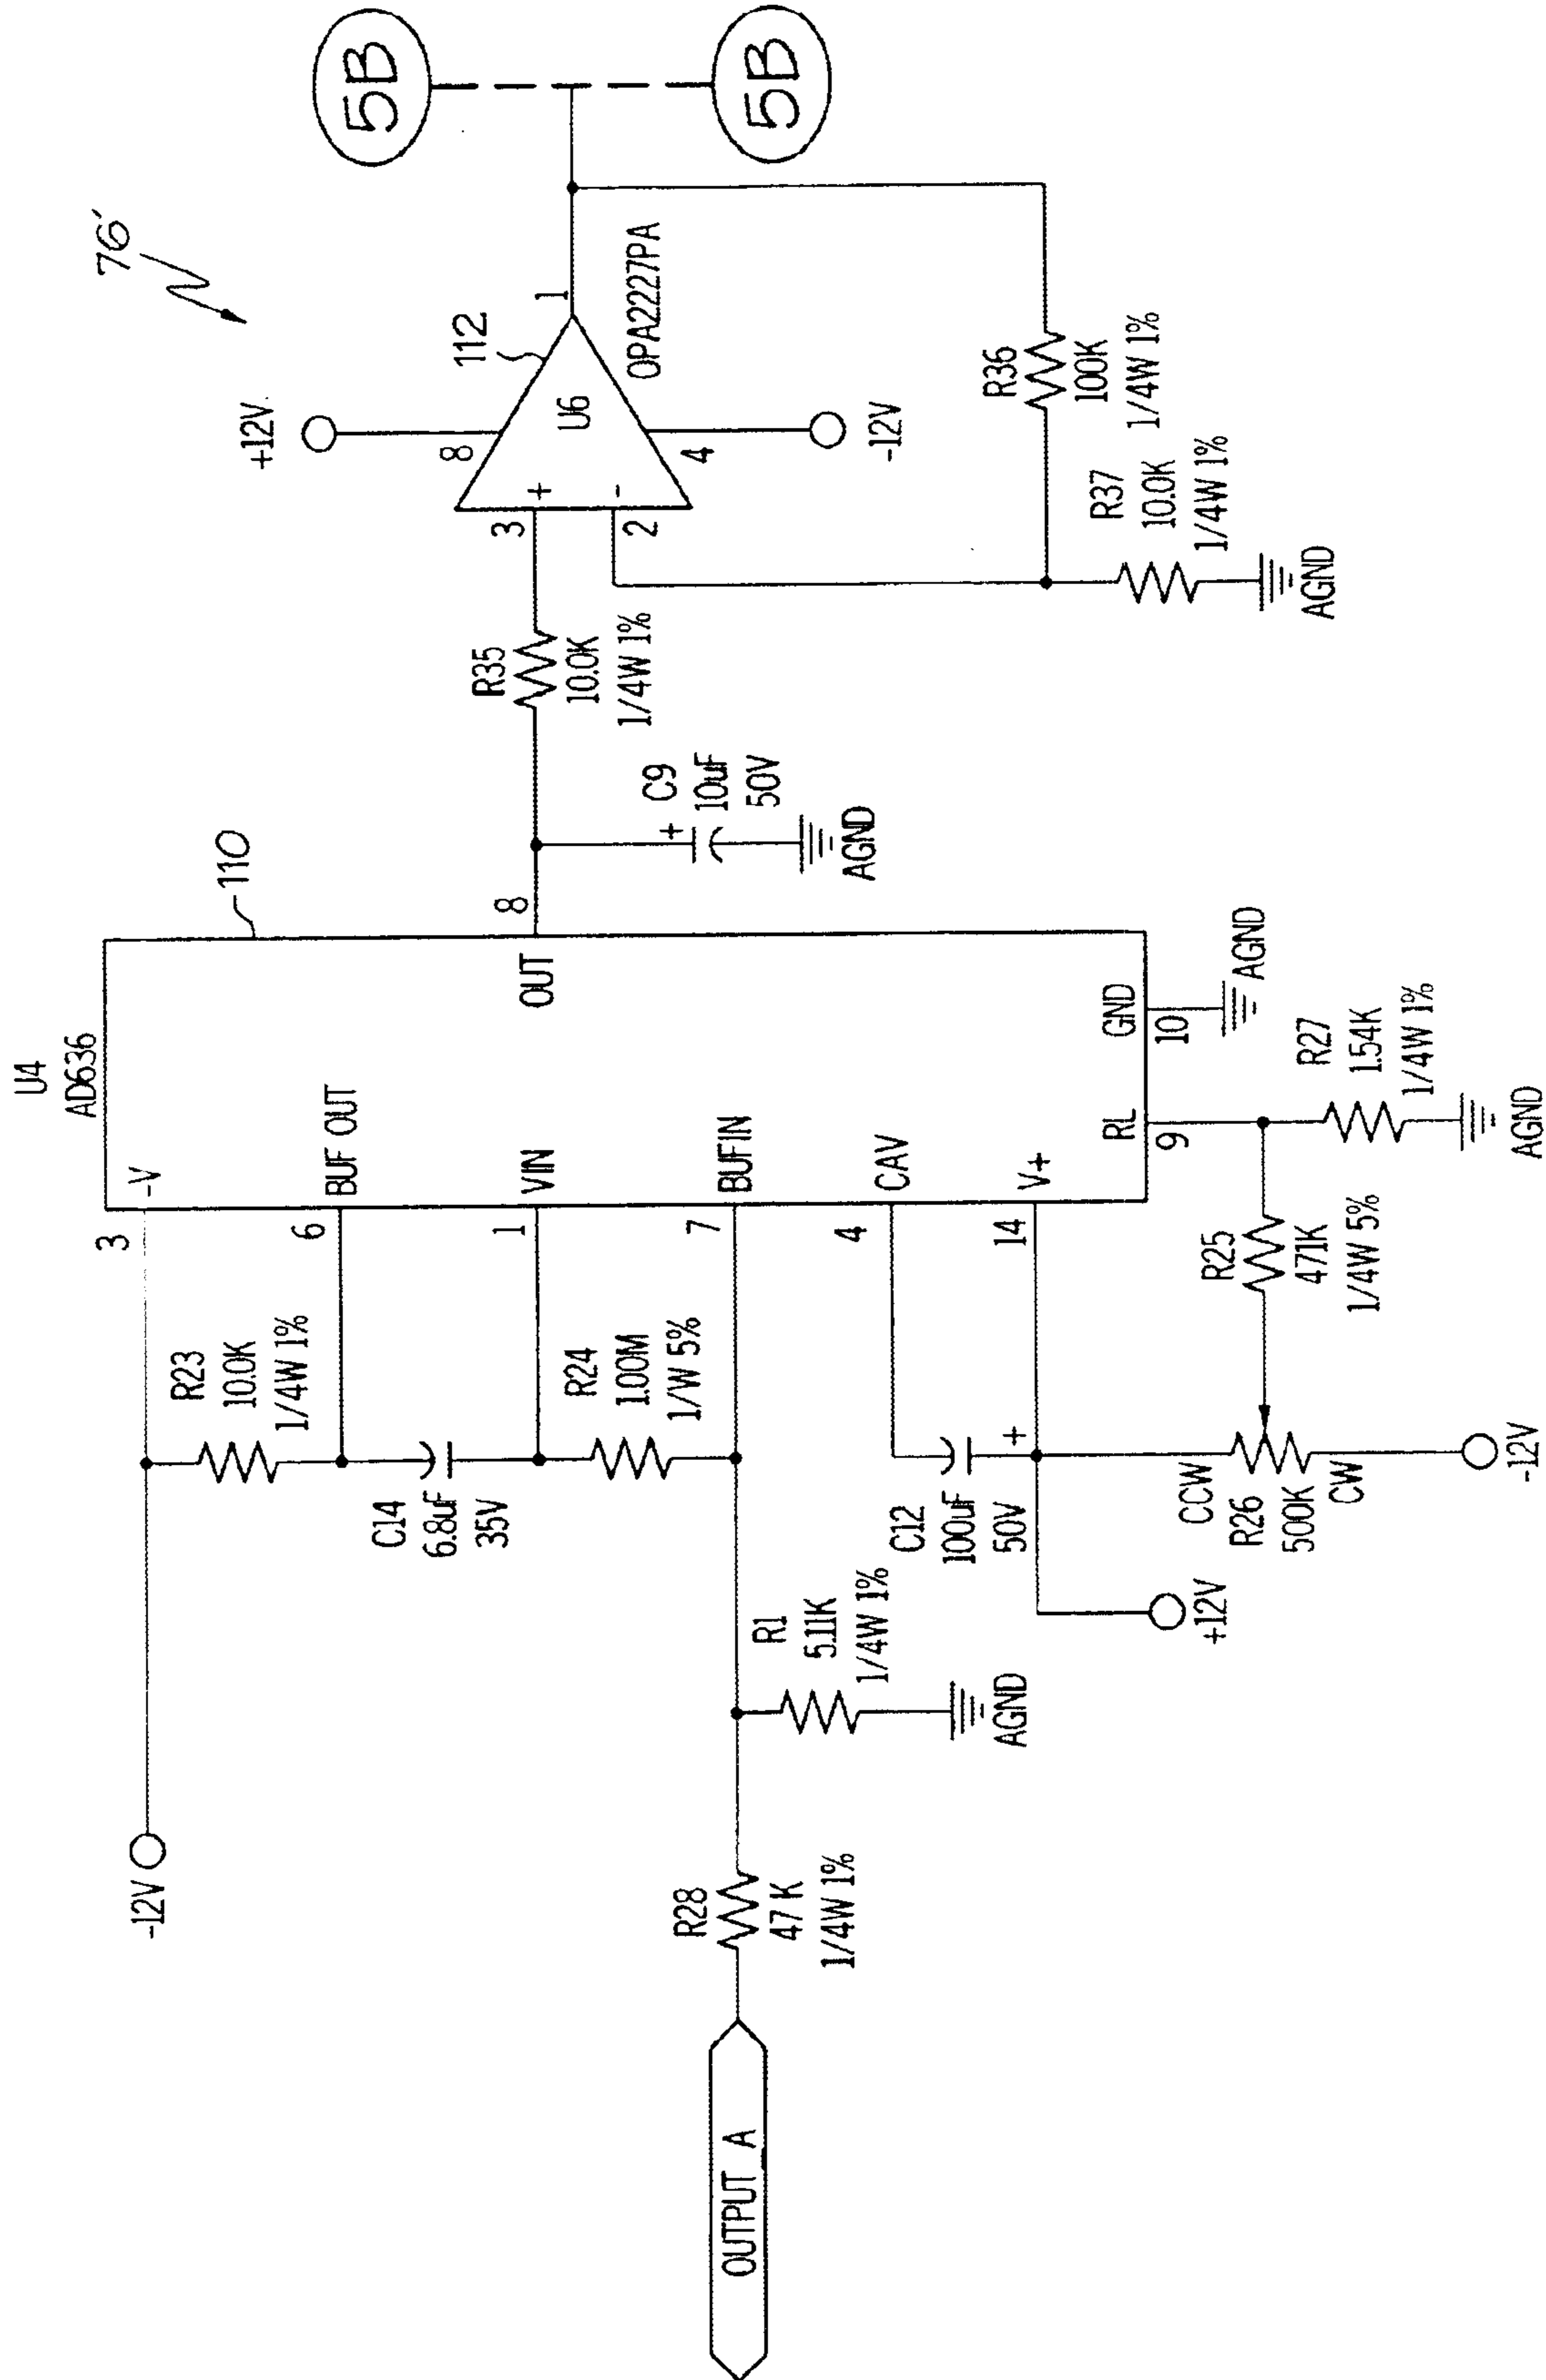 76'
5B
5B
U4
AD636
110
-12V
3
-V
R23
10.0K
1/4W 1%
6
BUF OUT
C14
6.8uF
35V
1
VIN
R24
1.00M
1/W 5%
7
BUFIN
OUTPUT A
R28
47 K
1/4W 1%
R1
5.11K
1/4W 1%
AGND
4
CAV
C12
100uF
50V
+
14
V+
+12V
CCW
R26
500K
CW
-12V
R25
471K
1/4W 5%
RL
9
R27
1.54K
1/4W 1%
AGND
GND
10
AGND
OUT
8
+
C9
10uF
50V
AGND
R35
10.0K
1/4W 1%
+12V
8
112
3
+
U6
1
2
-
4
OPA2227PA
-12V
R36
100K
1/4W 1%
R37
10.0K
1/4W 1%
AGND